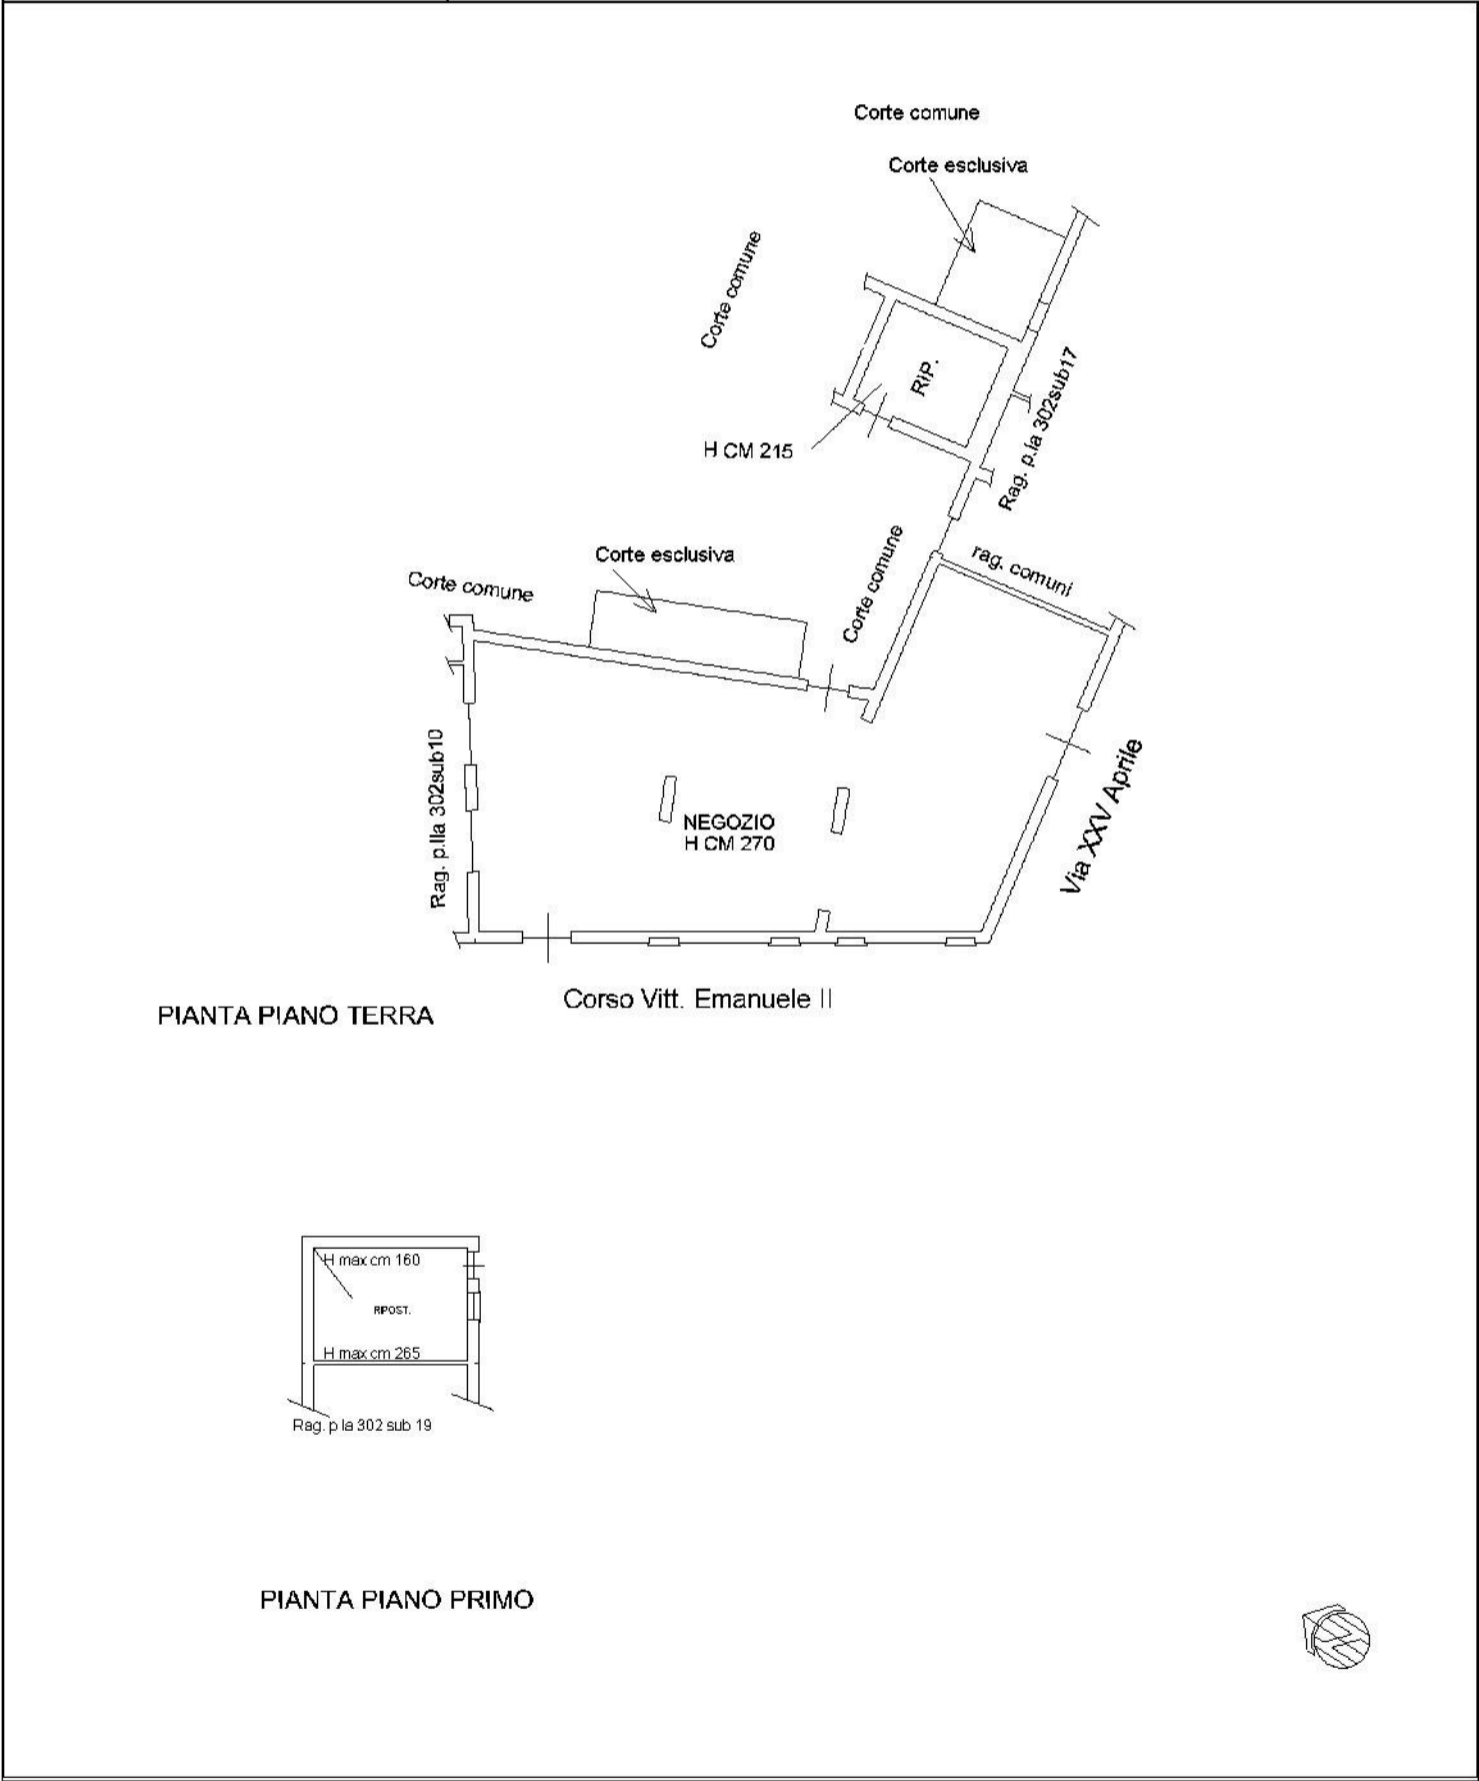 Corte comune
Corte esclusiva
Corte comune
RIP.
Rag. p.la 302sub17
H CM 215
Corte esclusiva
Corte comune
rag. comuni
Corte comune
Rag. p.lla 302sub10
NEGOZIO
H CM 270
Via XXV Aprile
Corso Vitt. Emanuele II
PIANTA PIANO TERRA
H max cm 160
RIPOST.
H max cm 265
Rag. p la 302 sub 19
PIANTA PIANO PRIMO